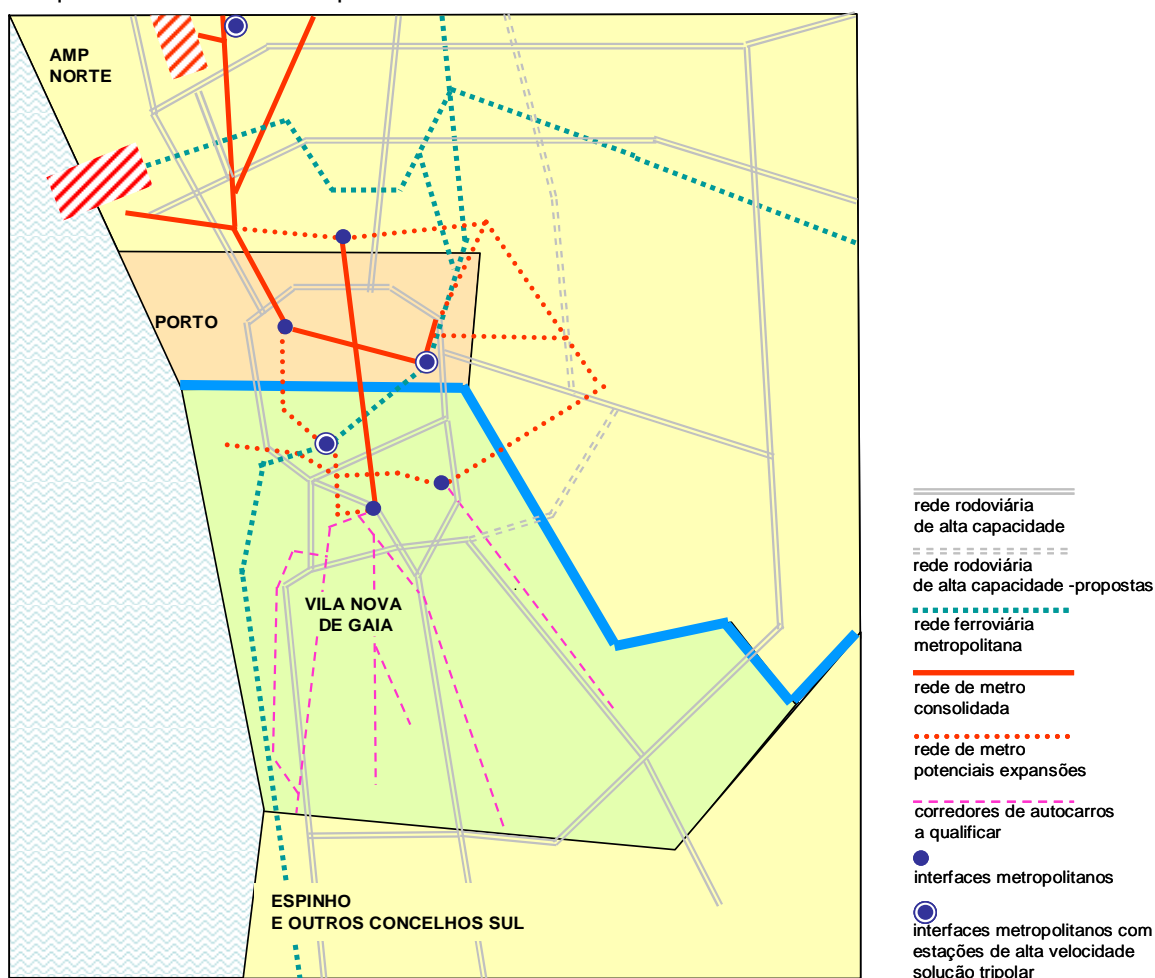 AMP
NORTE
PORTO
VILA NOVA
DE GAIA
ESPINHO
E OUTROS CONCELHOS SUL
rede rodoviária
de alta capacidade
rede rodoviária
de alta capacidade -propostas
rede ferroviária
metropolitana
rede de metro
consolidada
rede de metro
potenciais expansões
corredores de autocarros
a qualificar
interfaces metropolitanos
interfaces metropolitanos com
estações de alta velocidade
solução tripolar